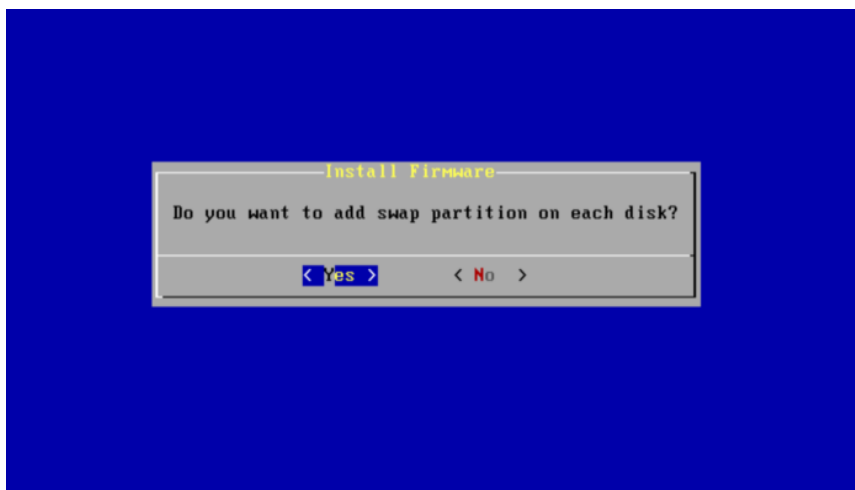 Install Firmware
Do you want to add swap partition on each disk?
< Yes > < No >